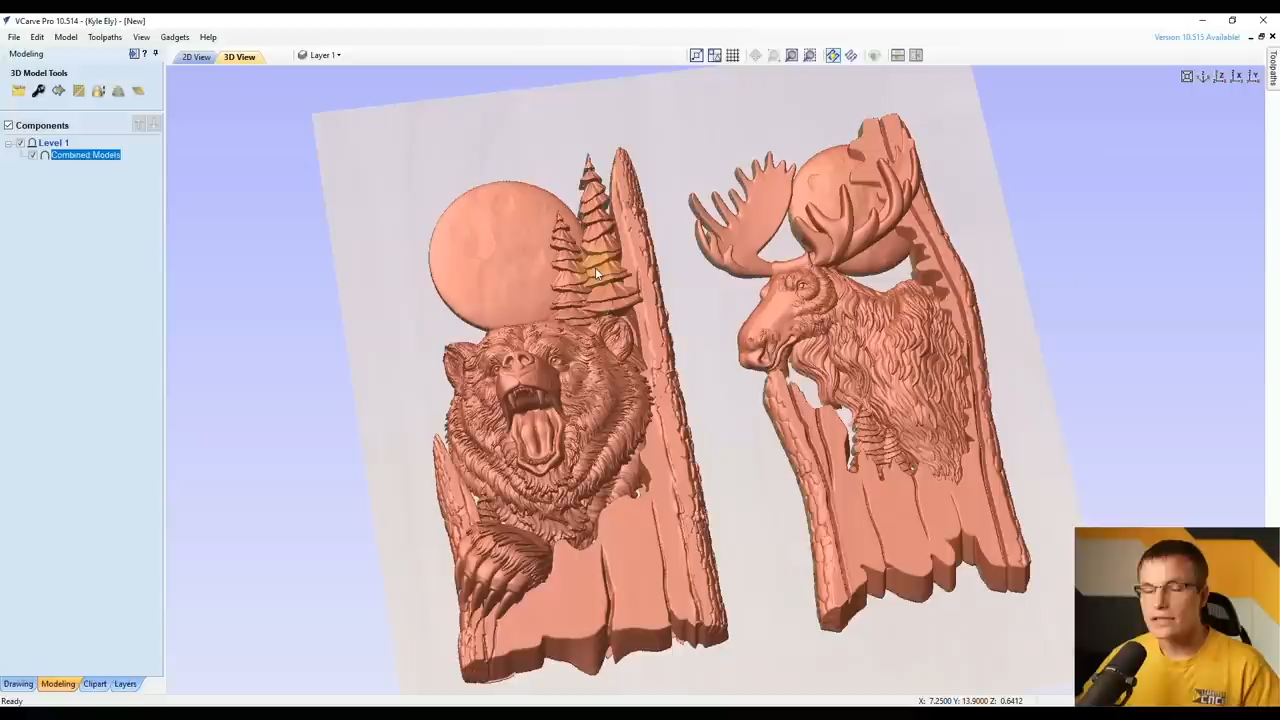 VCarve Pro 10.514 - {Kyle Ely} - [New]
File Edit Model Toolpaths View Gadgets Help
Version 10.515 Available!
Modeling
2D View 3D View Layer 1
3D Model Tools
Toolpaths
Components
Level 1
Combined Models
CNC
Drawing Modeling Clipart Layers
Ready
X: 7.2500 Y: 13.9000 Z: 0.6412